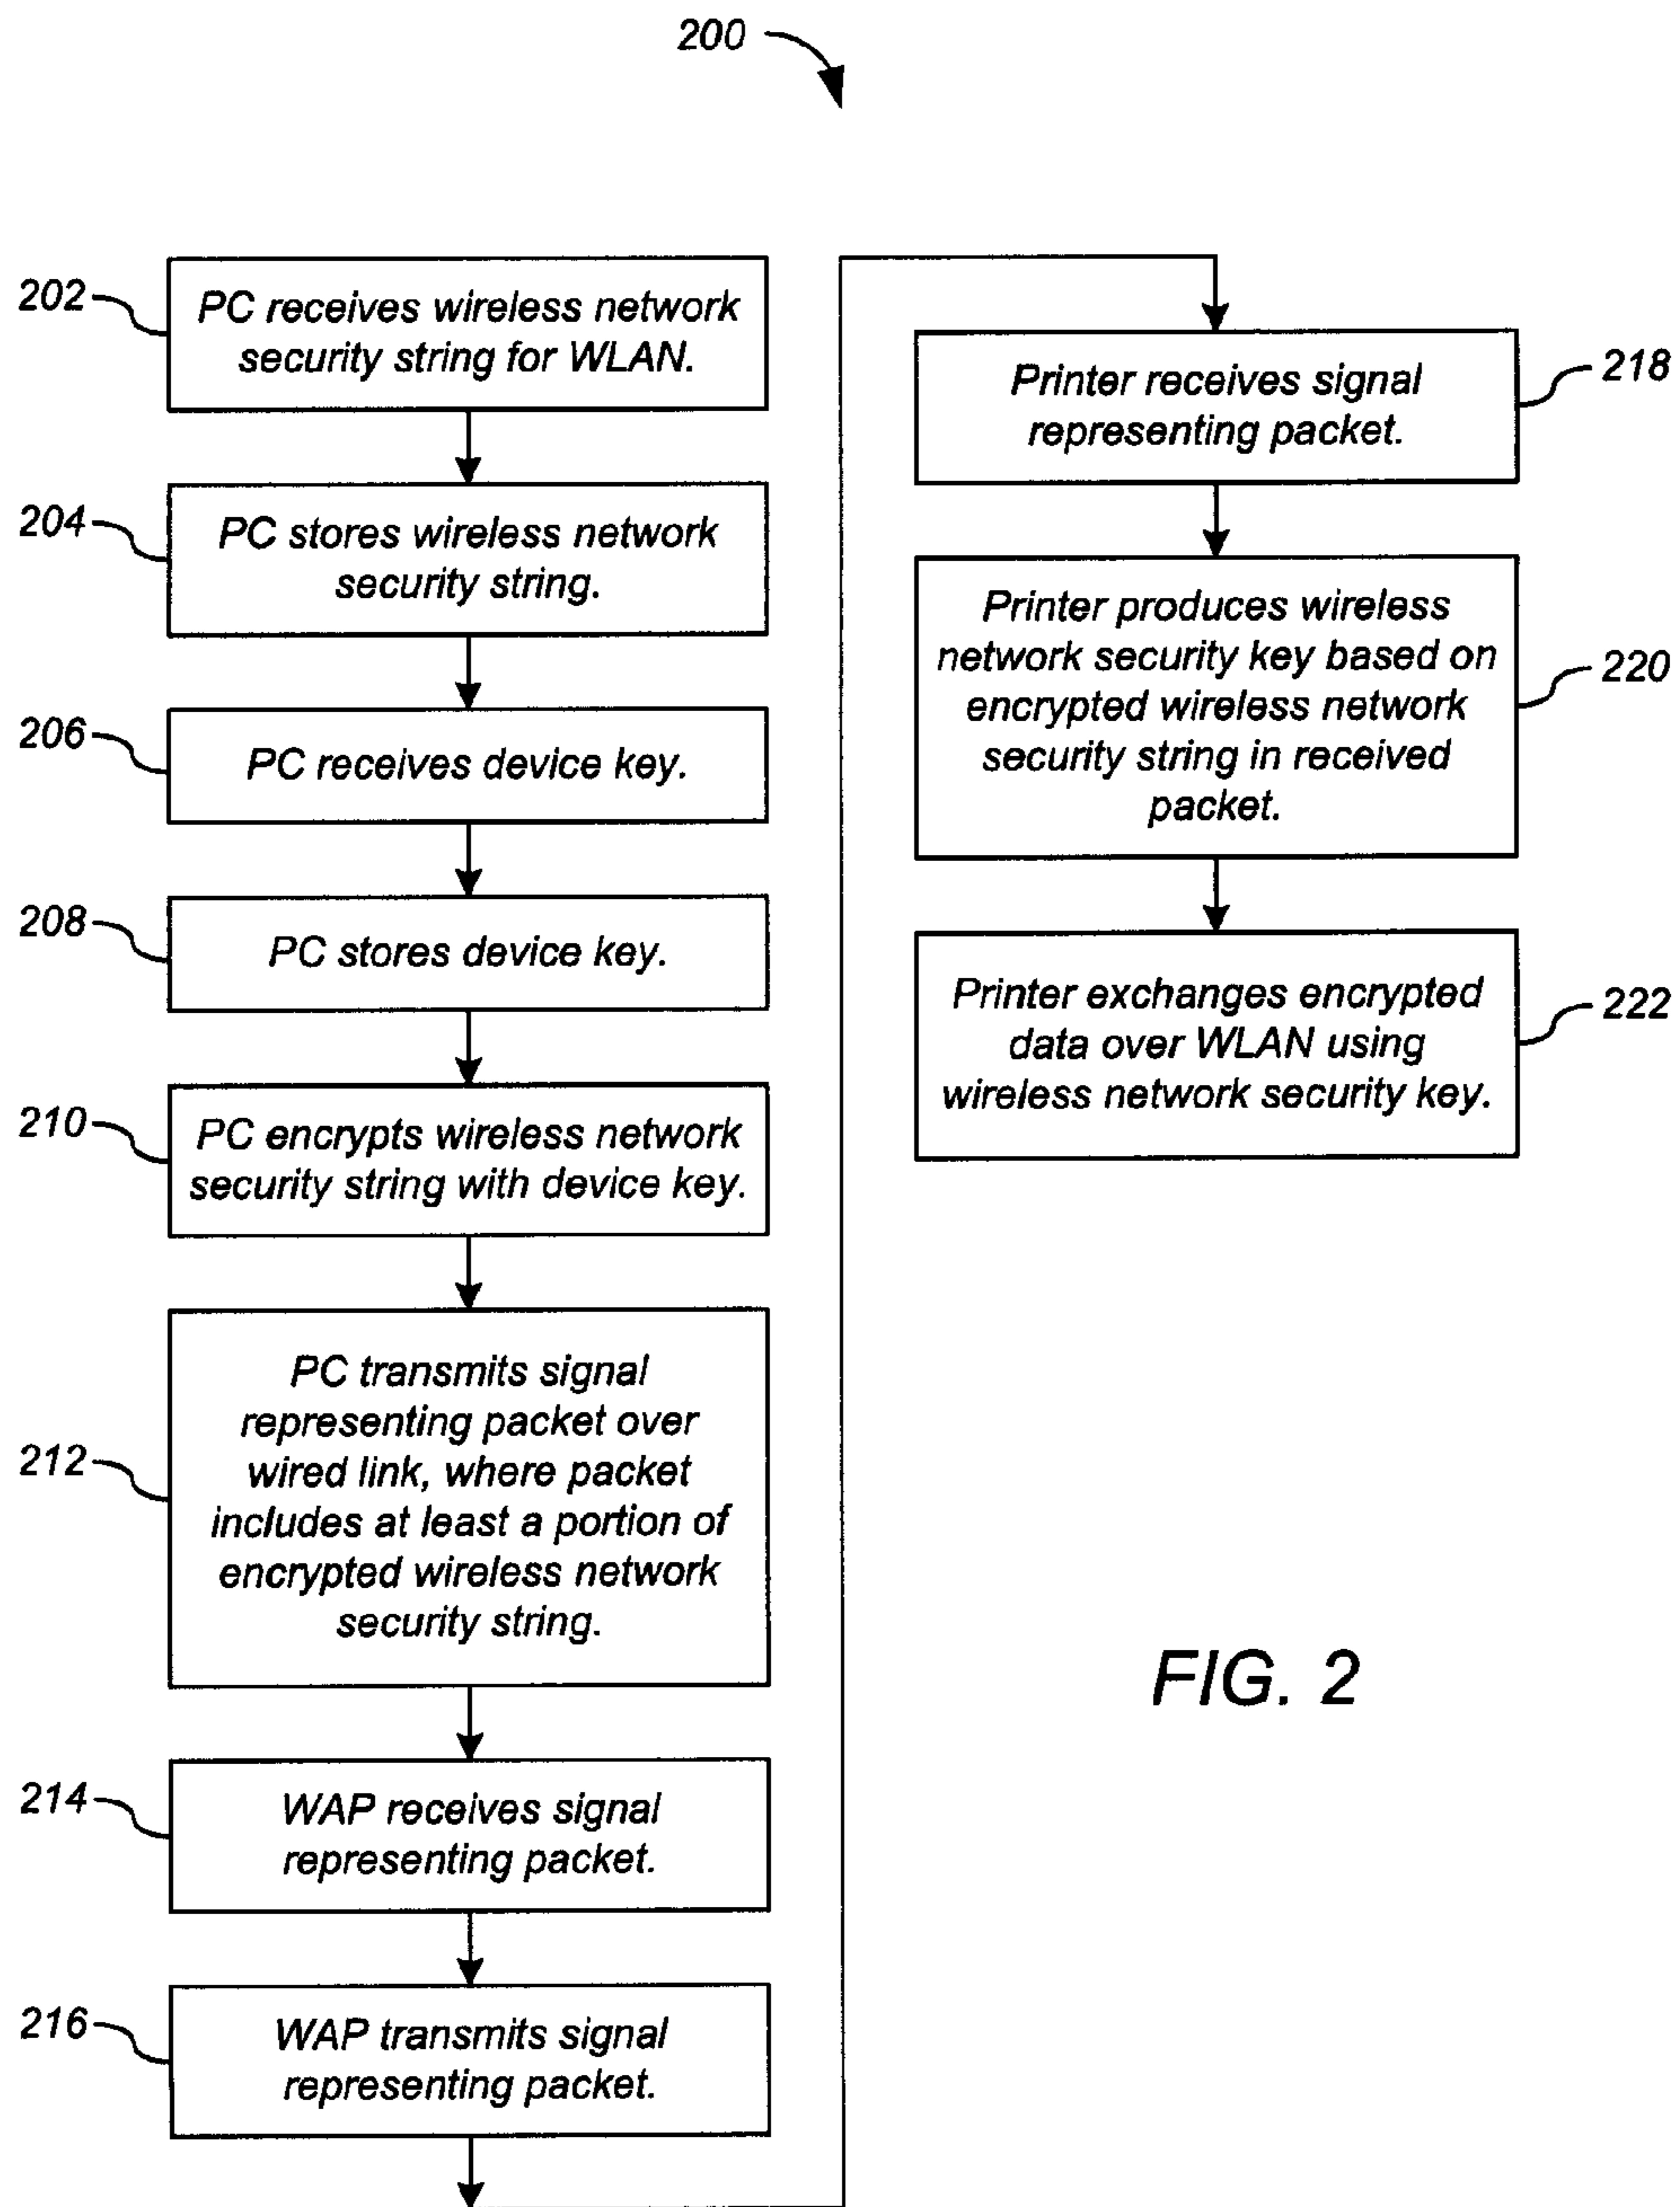 200
202
PC receives wireless network
security string for WLAN.
204
PC stores wireless network
security string.
206
PC receives device key.
208
PC stores device key.
210
PC encrypts wireless network
security string with device key.
212
PC transmits signal
representing packet over
wired link, where packet
includes at least a portion of
encrypted wireless network
security string.
214
WAP receives signal
representing packet.
216
WAP transmits signal
representing packet.
Printer receives signal
representing packet.
218
Printer produces wireless
network security key based on
encrypted wireless network
security string in received
packet.
220
Printer exchanges encrypted
data over WLAN using
wireless network security key.
222
FIG. 2